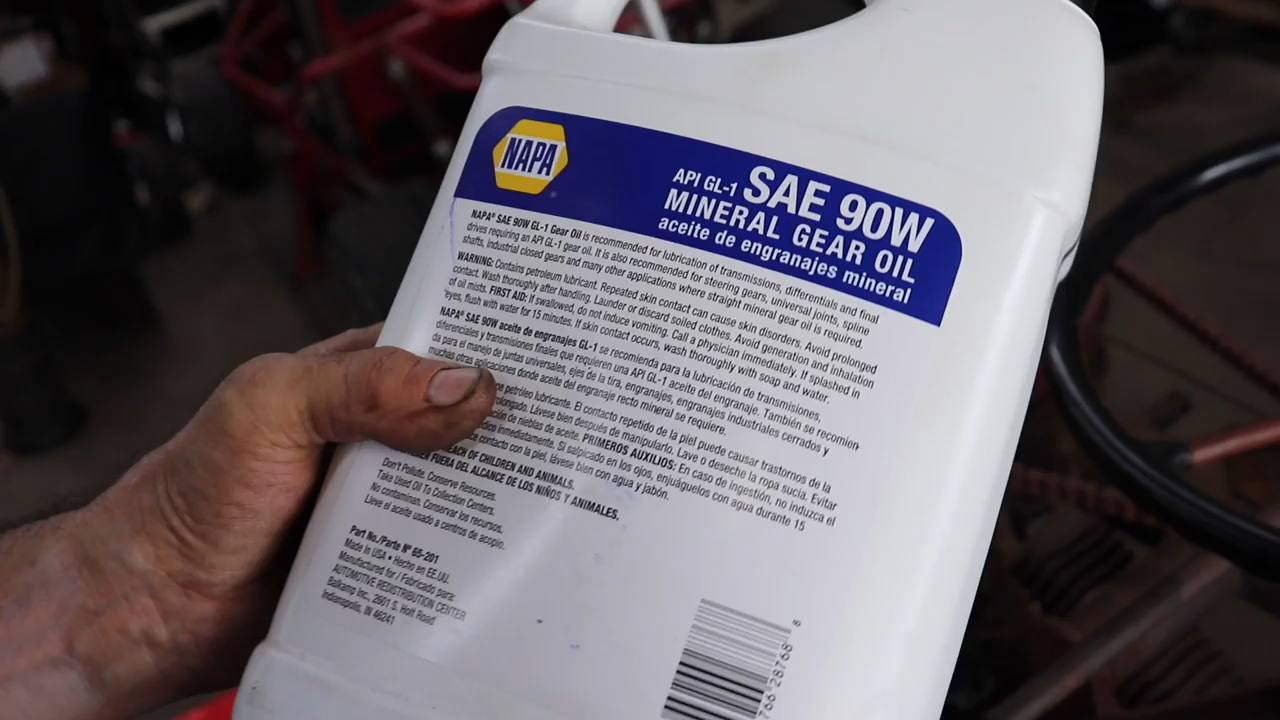 NAPA
API GL-1 SAE 90W
MINERAL GEAR OIL
aceite de engranajes mineral
NAPA® SAE 90W GL-1 Gear Oil is recommended for lubrication of transmissions, differentials and final
drives requiring an API GL-1 gear oil. It is also recommended for steering gears, universal joints, spline
shafts, industrial closed gears and many other applications where straight mineral gear oil is required.
WARNING: Contains petroleum lubricant. Repeated skin contact can cause skin disorders. Avoid prolonged
contact. Wash thoroughly after handling. Launder or discard soiled clothes. Avoid generation and inhalation
of oil mists. FIRST AID: If swallowed, do not induce vomiting. Call a physician immediately. If splashed in
eyes, flush with water for 15 minutes. If skin contact occurs, wash thoroughly with soap and water.
NAPA® SAE 90W aceite de engranajes GL-1 se recomienda para la lubricación de transmisiones,
diferenciales y transmisiones finales que requieren una API GL-1 aceite del engranaje. También se recomien-
da para el manejo de juntas universales, ejes de la tira, engranajes, engranajes industriales cerrados y
muchas otras aplicaciones donde aceite del engranaje recto mineral se requiere.
petróleo lubricante. El contacto repetido de la piel puede causar trastornos de la
Lávese bien después de manipularlo. Lave o deseche la ropa sucia. Evitar
de nieblas de aceite. PRIMEROS AUXILIOS: En caso de ingestión, no induzca el
inmediatamente. Si salpicado en los ojos, enjuáguelos con agua durante 15
contacto con la piel, lávese bien con agua y jabón.
REACH OF CHILDREN AND ANIMALS.
FUERA DEL ALCANCE DE LOS NIÑOS Y ANIMALES.
Don't Pollute. Conserve Resources.
Take Used Oil To Collection Centers.
No contaminan. Conservar los recursos.
Lleve el aceite usado a centros de acopio.
Part No./Parte N° 65-201
Made in USA • Hecho en EE.UU.
Manufactured for / Fabricado para:
AUTOMOTIVE REDISTRIBUTION CENTER
Balkamp Inc., 2601 S. Holt Road
Indianapolis, IN 46241
766 28768 8